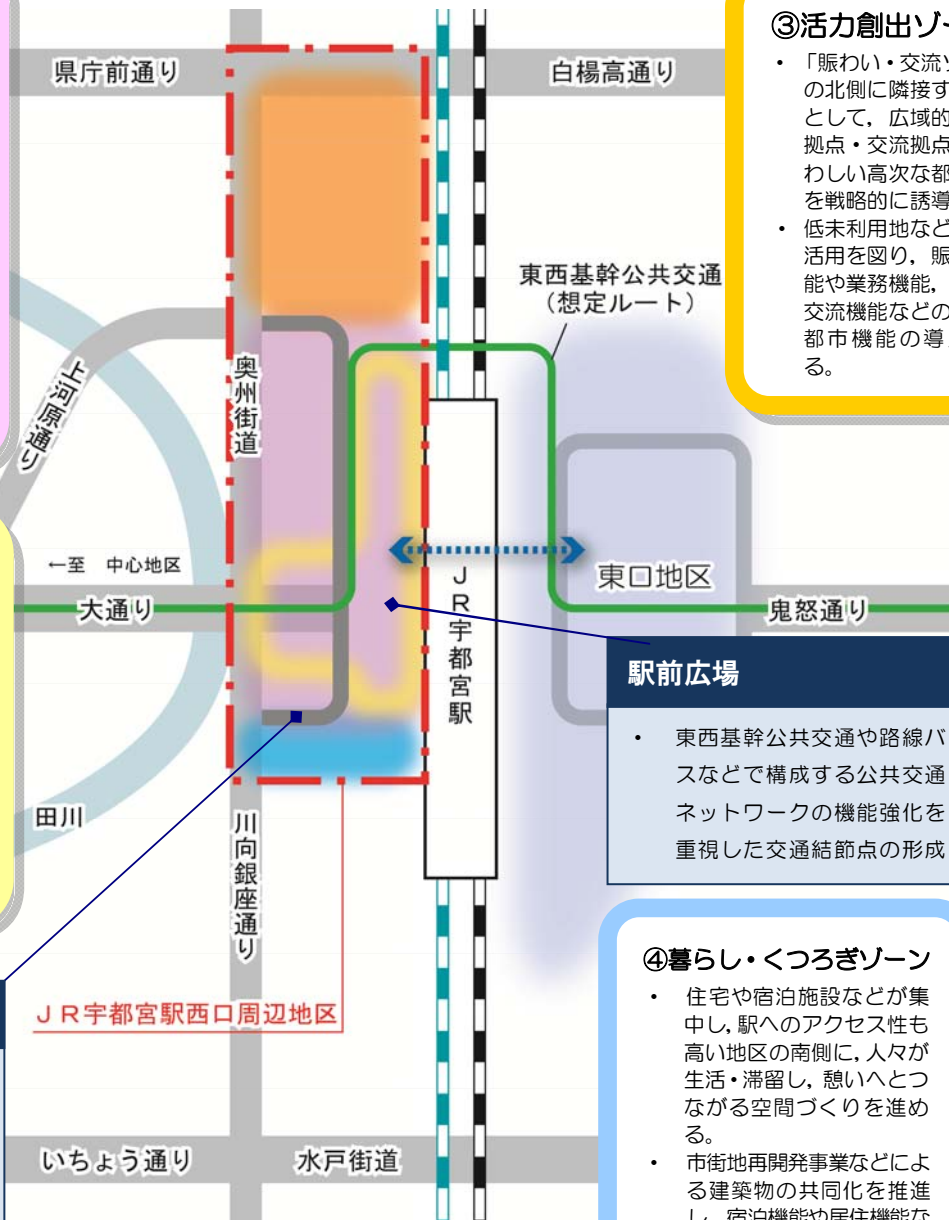 県庁前通り
白楊高通り
③活力創出ゾー
・ 「賑わい・交流ゾ
の北側に隣接す
として，広域的
拠点・交流拠点
わしい高次な都
を戦略的に誘導
・ 低未利用地など
活用を図り，賑
能や業務機能，
交流機能などの
都市機能の導
る。
東西基幹公共交通
（想定ルート）
上河原通り
奥州街道
←至 中心地区
大通り
ＪＲ宇都宮駅
東口地区
鬼怒通り
駅前広場
・ 東西基幹公共交通や路線バ
スなどで構成する公共交通
ネットワークの機能強化を
重視した交通結節点の形成
田川
川向銀座通り
ＪＲ宇都宮駅西口周辺地区
④暮らし・くつろぎゾーン
・ 住宅や宿泊施設などが集
中し，駅へのアクセス性も
高い地区の南側に，人々が
生活・滞留し，憩いへとつ
ながる空間づくりを進め
る。
・ 市街地再開発事業などによ
る建築物の共同化を推進
し，宿泊機能や居住機能な
いちょう通り
水戸街道